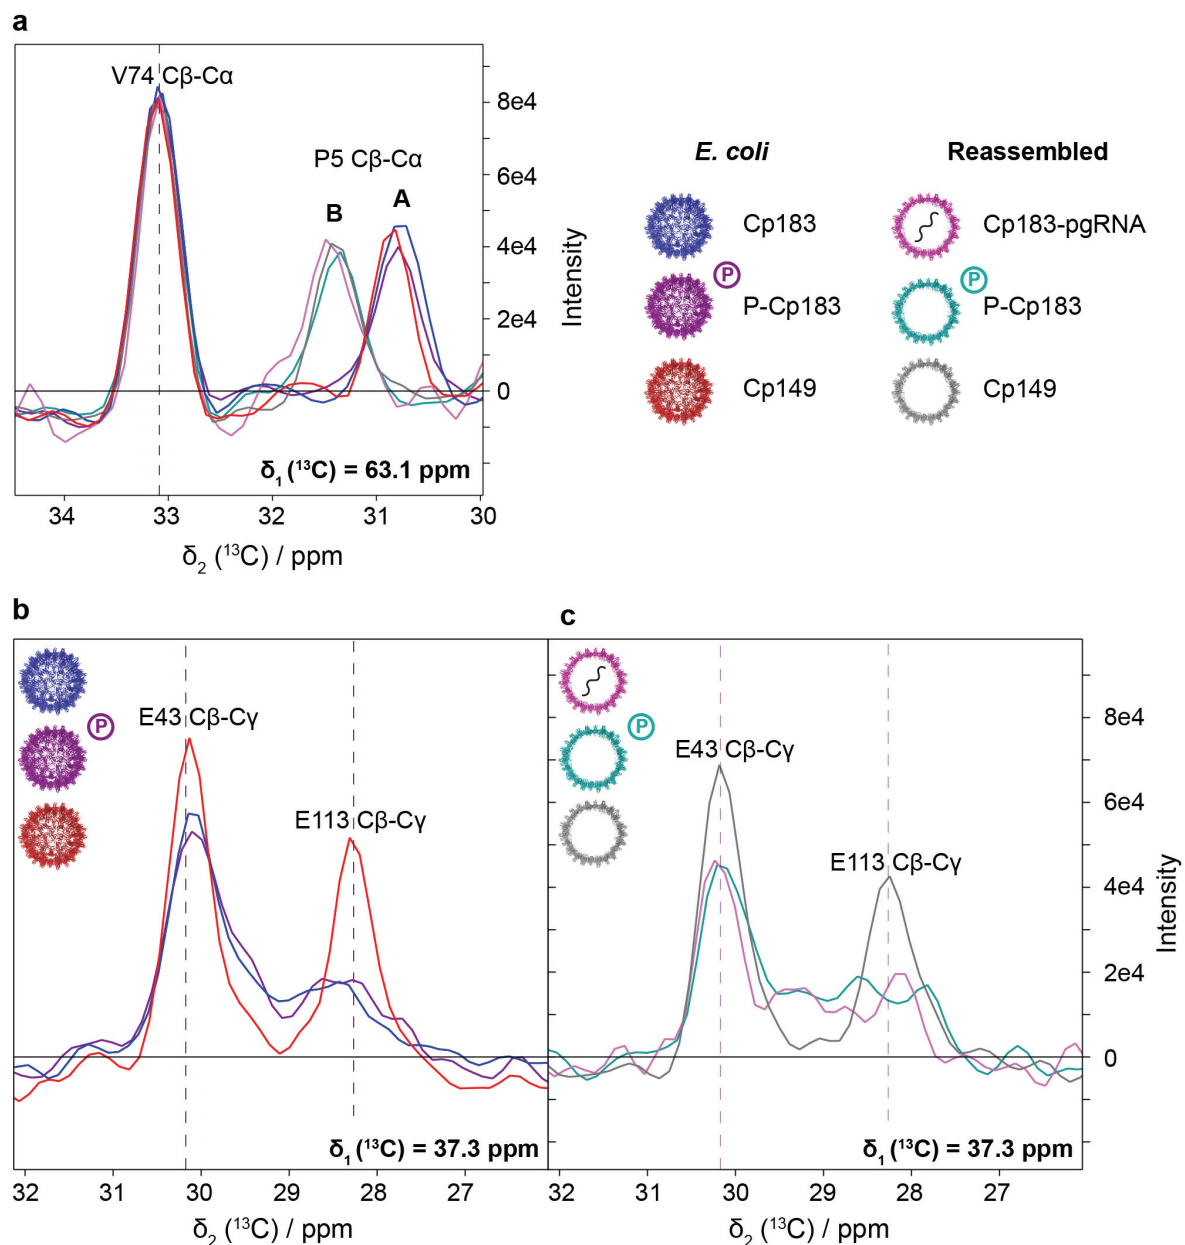 a
V74 Cβ-Cα
P5 Cβ-Cα
B
A
8e4
6e4
4e4
2e4
0
Intensity
δ₁ (¹³C) = 63.1 ppm
34
33
32
31
30
δ₂ (¹³C) / ppm
E. coli
Reassembled
Cp183
Cp183-pgRNA
P
P
P-Cp183
P-Cp183
Cp149
Cp149
b
P
E43 Cβ-Cγ
E113 Cβ-Cγ
δ₁ (¹³C) = 37.3 ppm
32
31
30
29
28
27
δ₂ (¹³C) / ppm
c
P
E43 Cβ-Cγ
E113 Cβ-Cγ
8e4
6e4
4e4
2e4
0
Intensity
δ₁ (¹³C) = 37.3 ppm
32
31
30
29
28
27
δ₂ (¹³C) / ppm